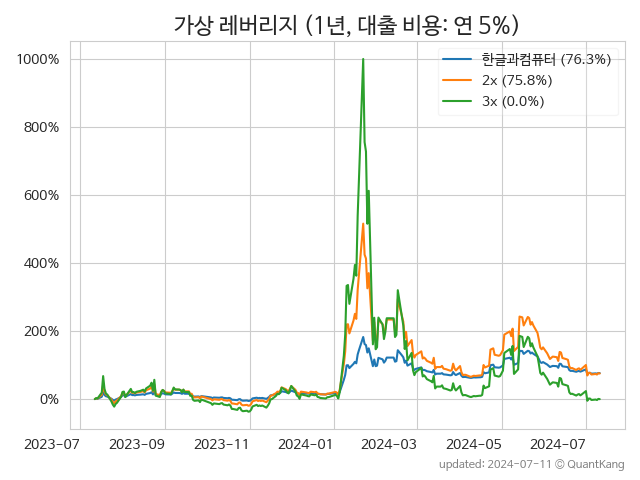 가상 레버리지 (1년, 대출 비용: 연 5%)
한글과컴퓨터 (76.3%)
2x (75.8%)
3x (0.0%)
1000%
800%
600%
400%
200%
0%
2023-07 2023-09 2023-11 2024-01 2024-03 2024-05 2024-07
updated: 2024-07-11 © QuantKang